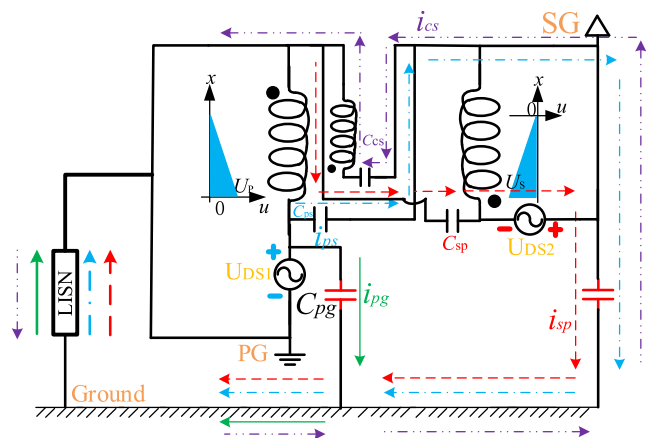 i_cs
SG
x
x
0
u
C_CS
U_P
U_S
0
u
C_PS
i_ps
C_sp
U_DS2
+
-
+
U_DS1
-
C_pg
i_pg
i_sp
LISN
PG
Ground